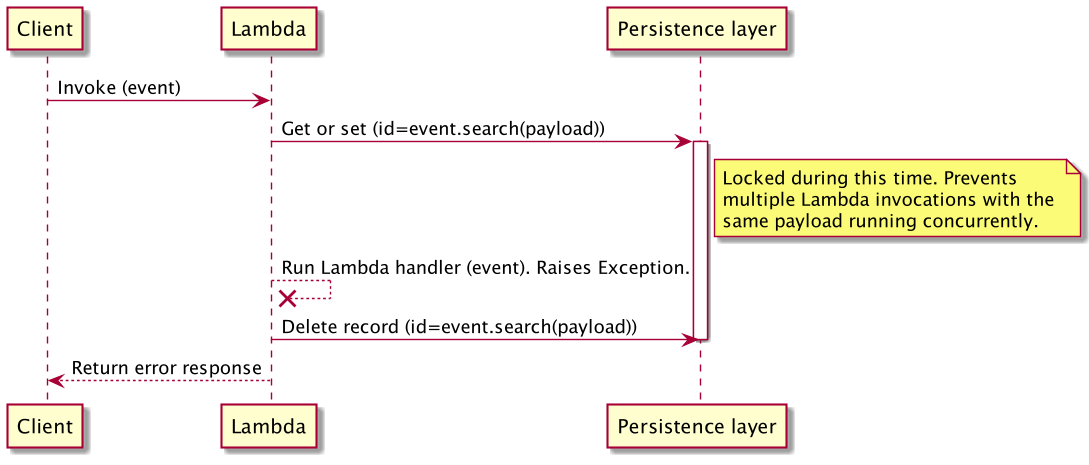 Client
Lambda
Persistence layer
Invoke (event)
Get or set (id=event.search(payload))
Locked during this time. Prevents
multiple Lambda invocations with the
same payload running concurrently.
Run Lambda handler (event). Raises Exception.
Delete record (id=event.search(payload))
Return error response
Client
Lambda
Persistence layer